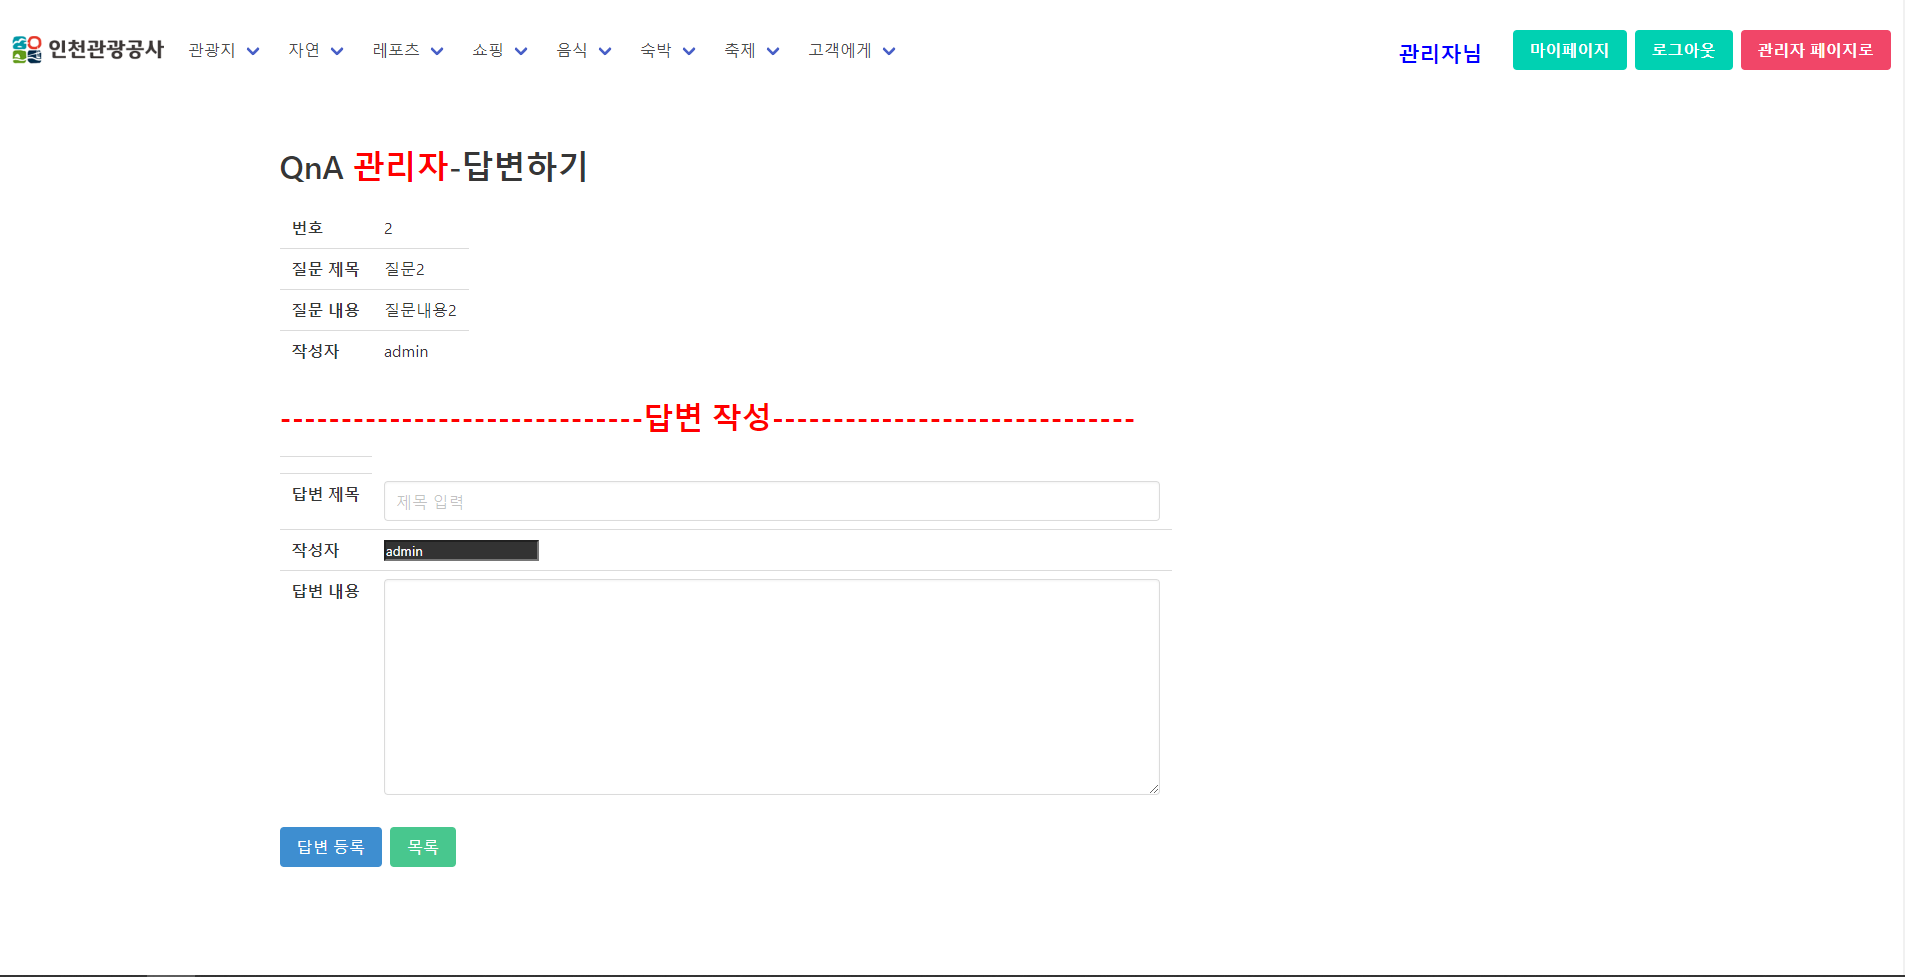 인천관광공사 관광지 자연 레포츠 쇼핑 음식 숙박 축제 고객에게 관리자님 마이페이지 로그아웃 관리자 페이지로
QnA 관리자-답변하기
번호 2
질문 제목 질문2
질문 내용 질문내용2
작성자 admin
------------------------------답변 작성------------------------------
답변 제목 제목 입력
작성자 admin
답변 내용
답변 등록 목록